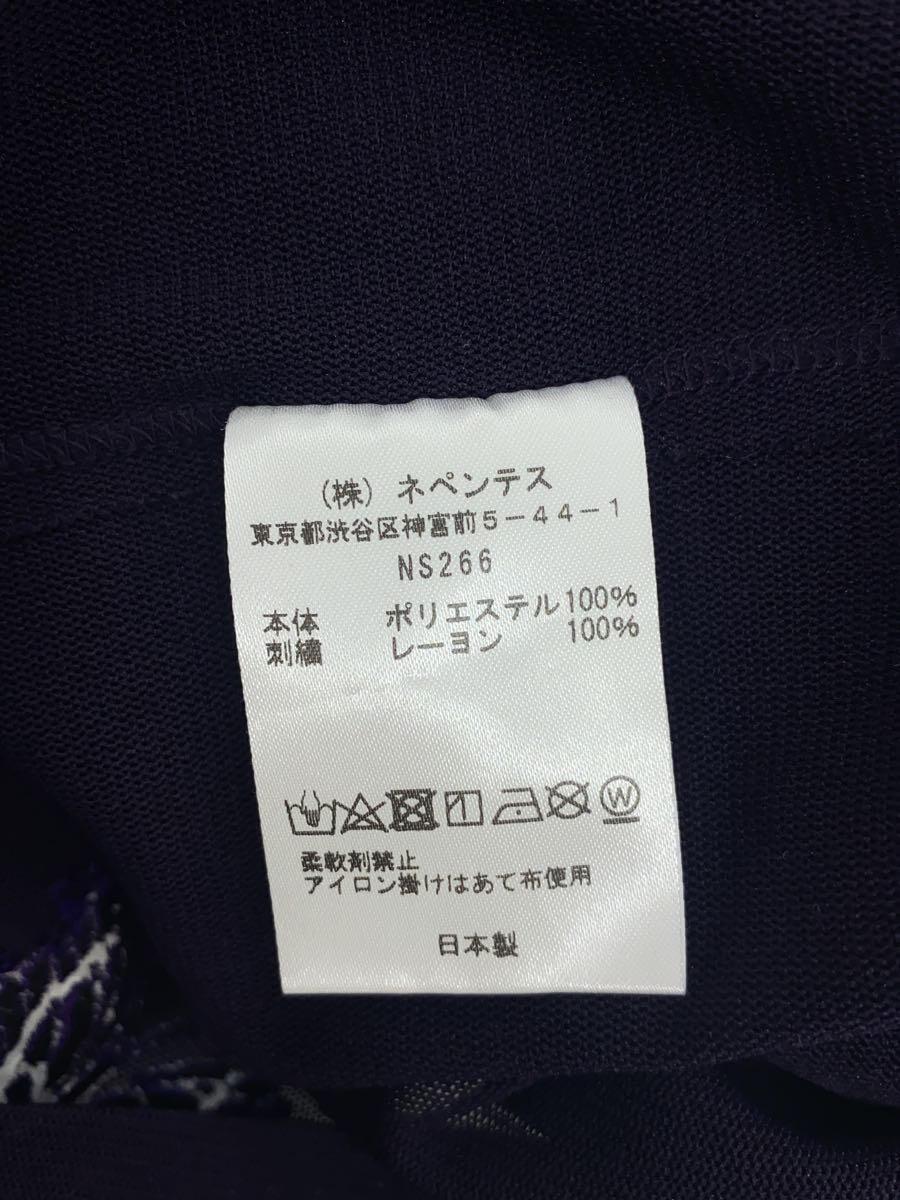 (株) ネペンテス
東京都渋谷区神宮前5-44-1
NS266
本体 ポリエステル100%
刺繍 レーヨン 100%
W
柔軟剤禁止
アイロン掛けはあて布使用
日本製